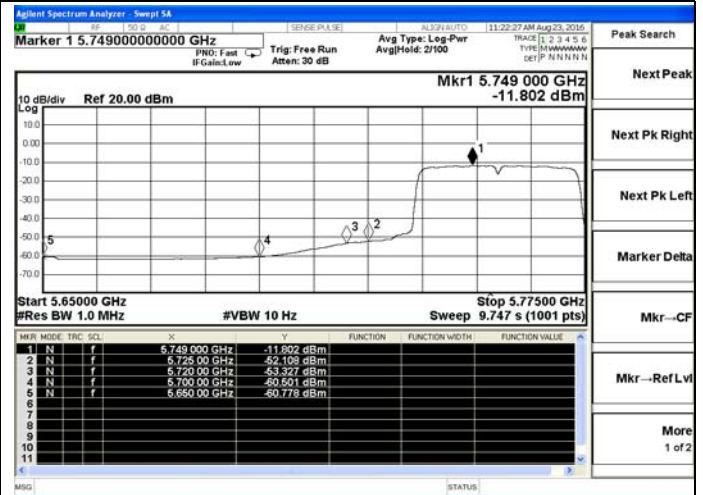 Agilent Spectrum Analyzer - Swept SA
RF 50 Ω AC SENSE:PULSE ALIGN AUTO 11:22:27 AM Aug 23, 2016
Marker 1 5.749000000000 GHz
PNO: Fast
IFGain:Low
Trig: Free Run
Atten: 30 dB
Avg Type: Log-Pwr
Avg|Hold: 2/100
TRACE 1 2 3 4 5 6
TYPE MWWWWW
DET P N N N N N
Peak Search
Mkr1 5.749 000 GHz
-11.802 dBm
10 dB/div Ref 20.00 dBm
Log
10.0
0.00
-10.0
-20.0
-30.0
-40.0
-50.0
-60.0
-70.0
1
2
3
4
5
Start 5.65000 GHz
Stop 5.77500 GHz
#Res BW 1.0 MHz #VBW 10 Hz Sweep 9.747 s (1001 pts)
MKR MODE TRC SCL X Y FUNCTION FUNCTION WIDTH FUNCTION VALUE
1 N f 5.749 000 GHz -11.802 dBm
2 N f 5.725 00 GHz -52.109 dBm
3 N f 5.720 00 GHz -53.327 dBm
4 N f 5.700 00 GHz -60.501 dBm
5 N f 5.650 00 GHz -60.778 dBm
6
7
8
9
10
11
MSG STATUS
Next Peak
Next Pk Right
Next Pk Left
Marker Delta
Mkr→CF
Mkr→Ref Lvl
More
1 of 2